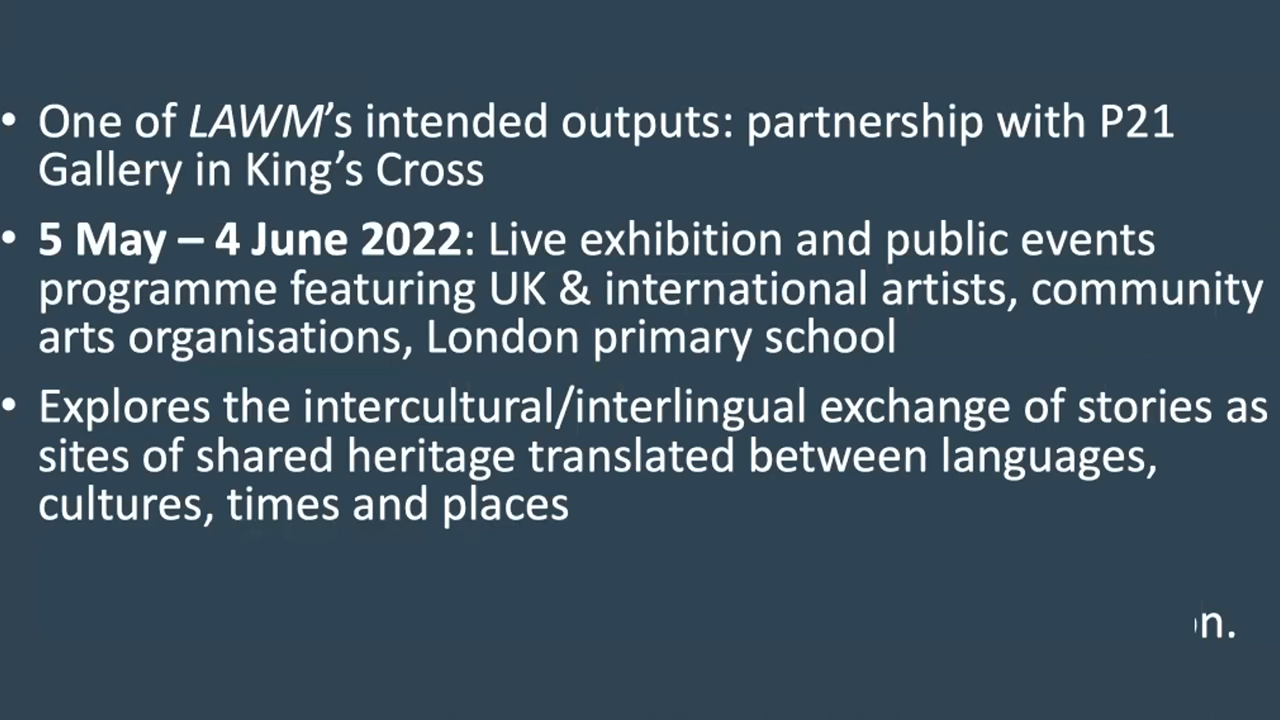 • One of LAWM's intended outputs: partnership with P21
Gallery in King's Cross
• 5 May – 4 June 2022: Live exhibition and public events
programme featuring UK & international artists, community
arts organisations, London primary school
• Explores the intercultural/interlingual exchange of stories as
sites of shared heritage translated between languages,
cultures, times and places